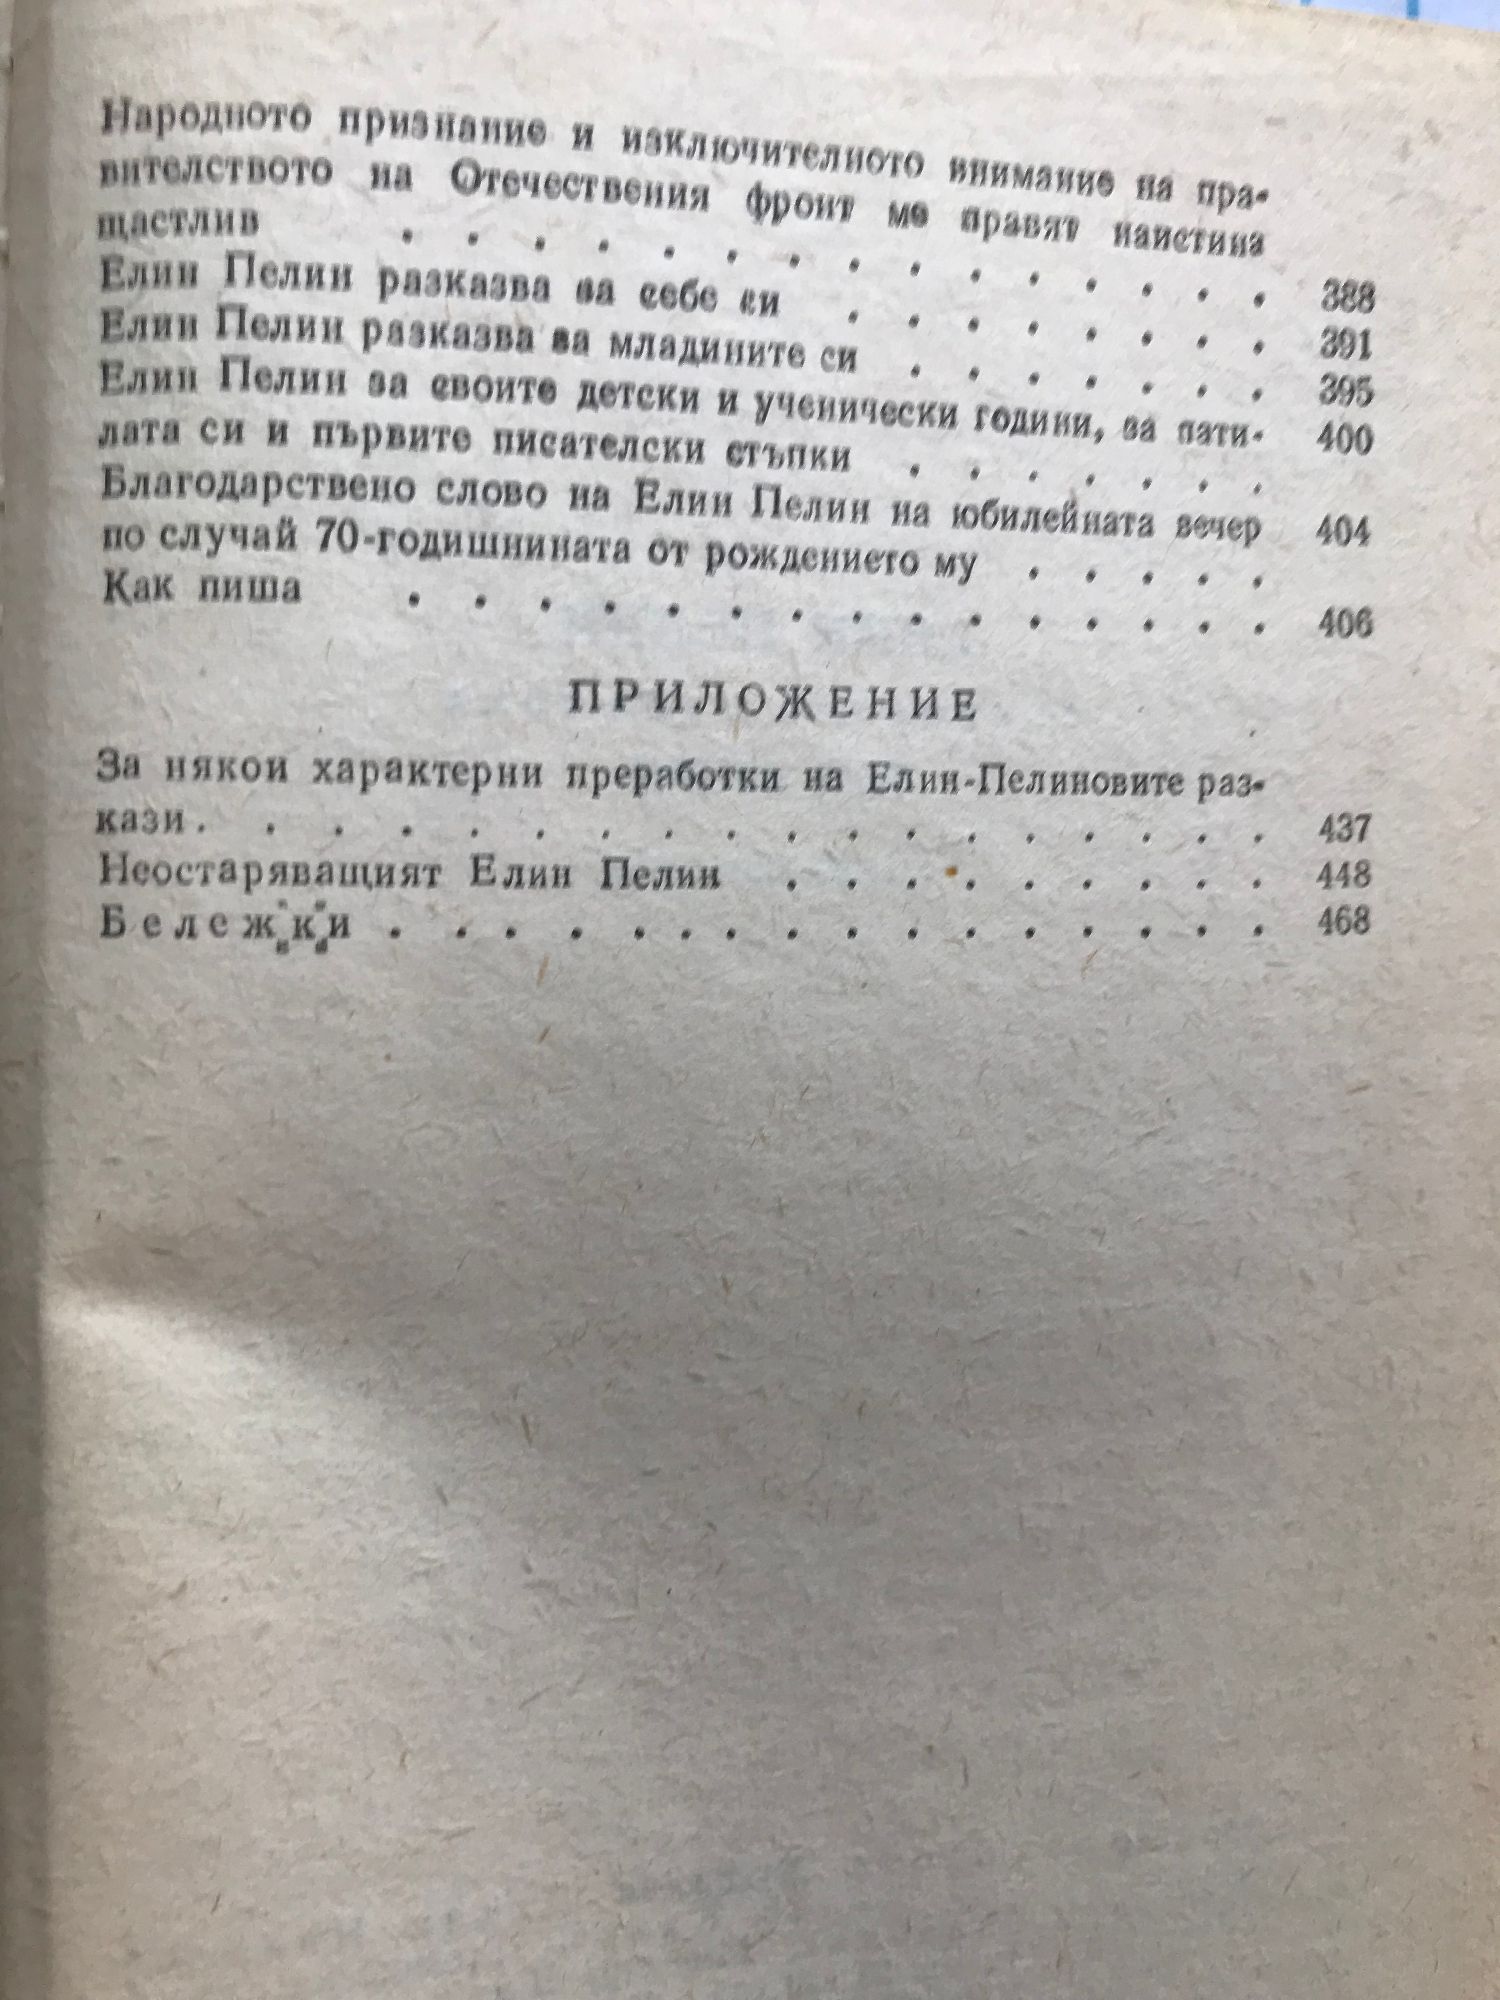 Народното признание и изключителното внимание на пра-
вителството на Отечествения фронт ме правят наистина
щастлив . . . . . . . . . . . . . . . 388
Елин Пелин разказва за себе си . . . . . . . . 391
Елин Пелин разказва за младините си . . . . . . . 395
Елин Пелин за своите детски и ученически години, за пати-
лата си и първите писателски стъпки . . . . . . . 400
Благодарствено слово на Елин Пелин на юбилейната вечер
по случай 70-годишнината от рождението му . . . . . 404
Как пиша . . . . . . . . . . . . . . . 406
ПРИЛОЖЕНИЕ
За някои характерни преработки на Елин-Пелиновите раз-
кази . . . . . . . . . . . . . . . . . 437
Неостаряващият Елин Пелин . . . . . . . . . 448
Бележки . . . . . . . . . . . . . . . . 468